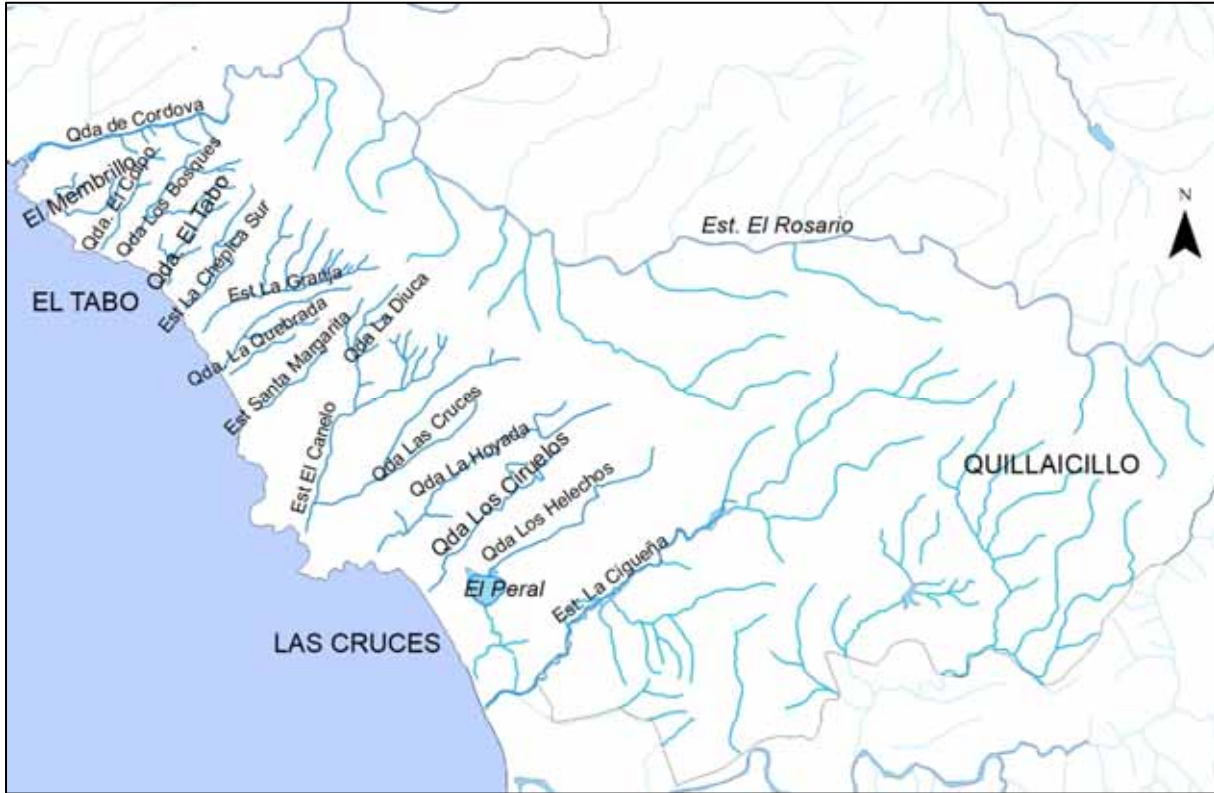 Qda de Cordova
El Membrillo
Qda. El Colpo
Qda Los Bosques
Qda. El Tabo
Est La Chepica Sur
N
Est. El Rosario
EL TABO
Est La Granja
Qda. La Quebrada
Est Santa Margarita
Qda La Diuca
Est El Canelo
Qda Las Cruces
Qda La Hoyada
Qda Los Ciruelos
Qda Los Helechos
QUILLAICILLO
El Peral
Est. La Cigueña
LAS CRUCES